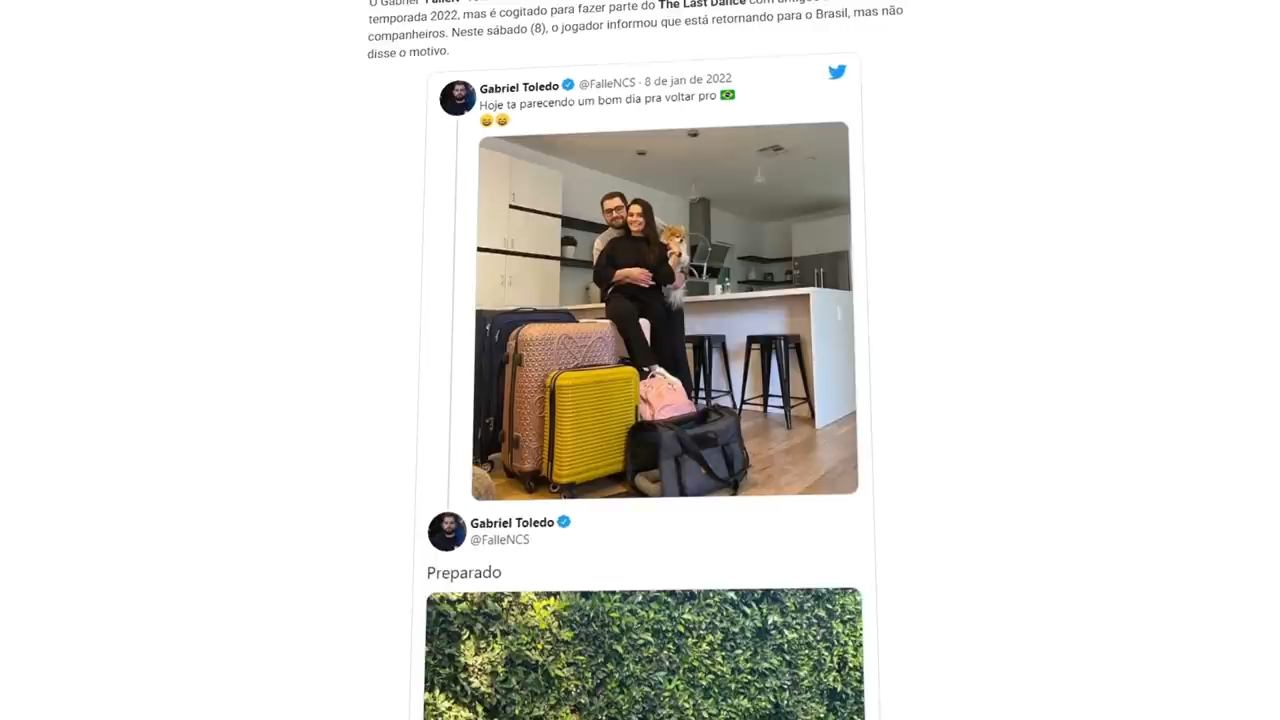 O Gabriel
temporada 2022, mas é cogitado para fazer parte do The Last Dance com
companheiros. Neste sábado (8), o jogador informou que está retornando para o Brasil, mas não
disse o motivo.
Gabriel Toledo @FalleNCS · 8 de jan de 2022
Hoje ta parecendo um bom dia pra voltar pro 🇧🇷
😄😄
Gabriel Toledo
@FalleNCS
Preparado